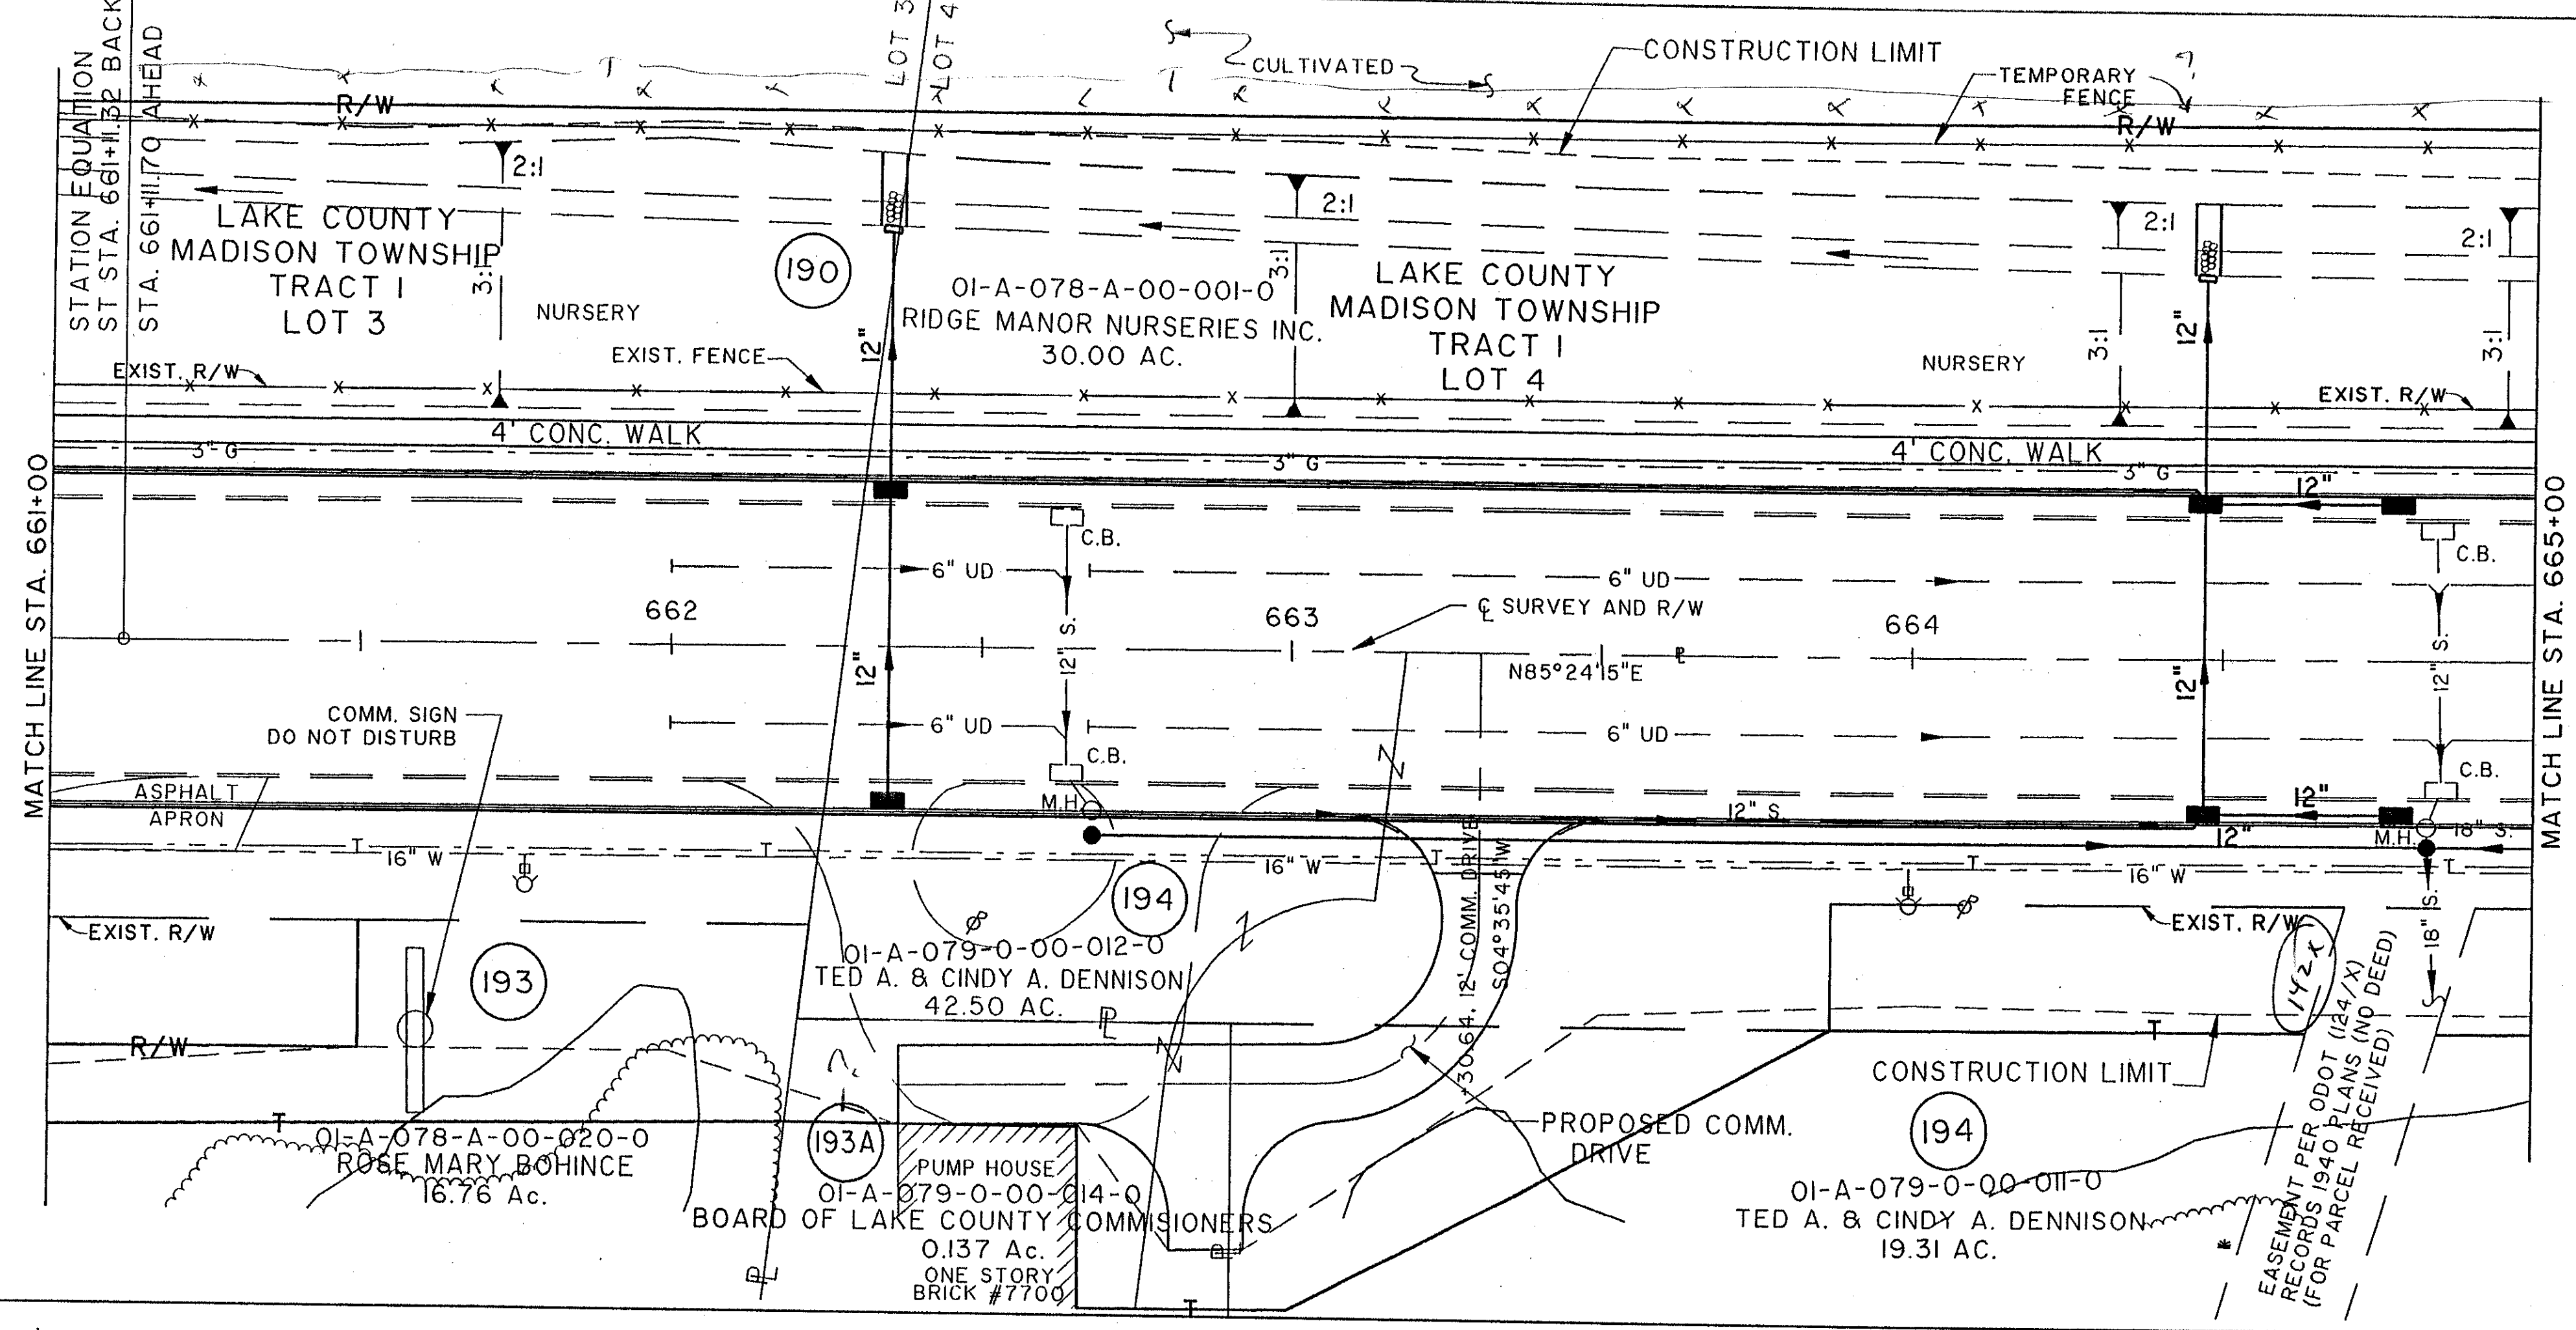 STATION EQUATION
ST STA. 661+11.32 BACK
STA. 661+11.170 AHEAD
LOT 3
LOT 4
CULTIVATED
CONSTRUCTION LIMIT
TEMPORARY
FENCE
?
T
T
R/W
R/W
2:1
2:1
2:1
2:1
LAKE COUNTY
MADISON TOWNSHIP
TRACT 1
LOT 3
3:1
NURSERY
190
01-A-078-A-00-001-0
RIDGE MANOR NURSERIES INC.
30.00 AC.
3:1
LAKE COUNTY
MADISON TOWNSHIP
TRACT 1
LOT 4
NURSERY
3:1
12"
3:1
12"
EXIST. FENCE
EXIST. R/W
EXIST. R/W
4' CONC. WALK
4' CONC. WALK
3" G
3" G
3" G
12"
MATCH LINE STA. 661+00
MATCH LINE STA. 665+00
C.B.
C.B.
6" UD
6" UD
662
663
664
℄ SURVEY AND R/W
N85°24'15"E
12"
12" S.
12"
12" S.
COMM. SIGN
DO NOT DISTURB
6" UD
6" UD
C.B.
C.B.
ASPHALT
APRON
M.H.
12" S.
12"
12"
M.H.
18" S.
T
16" W
T
T
16" W
T
16" W
T
EXIST. R/W
EXIST. R/W
193
194
01-A-079-0-00-012-0
TED A. & CINDY A. DENNISON
42.50 AC.
+30.64, 12' COMM. DRIVE
S04°35'45"W
18" S.
142X
R/W
T
PL
T
CONSTRUCTION LIMIT
?
193A
PROPOSED COMM.
DRIVE
194
01-A-078-A-00-020-0
ROSE MARY BOHINCE
16.76 Ac.
PUMP HOUSE
01-A-079-0-00-014-0
BOARD OF LAKE COUNTY COMMISIONERS
0.137 Ac.
ONE STORY
BRICK #7700
PL
T
01-A-079-0-00-011-0
TED A. & CINDY A. DENNISON
19.31 AC.
*
EASEMENT PER ODOT (124/X)
RECORDS 1940 PLANS (NO DEED)
(FOR PARCEL RECEIVED)